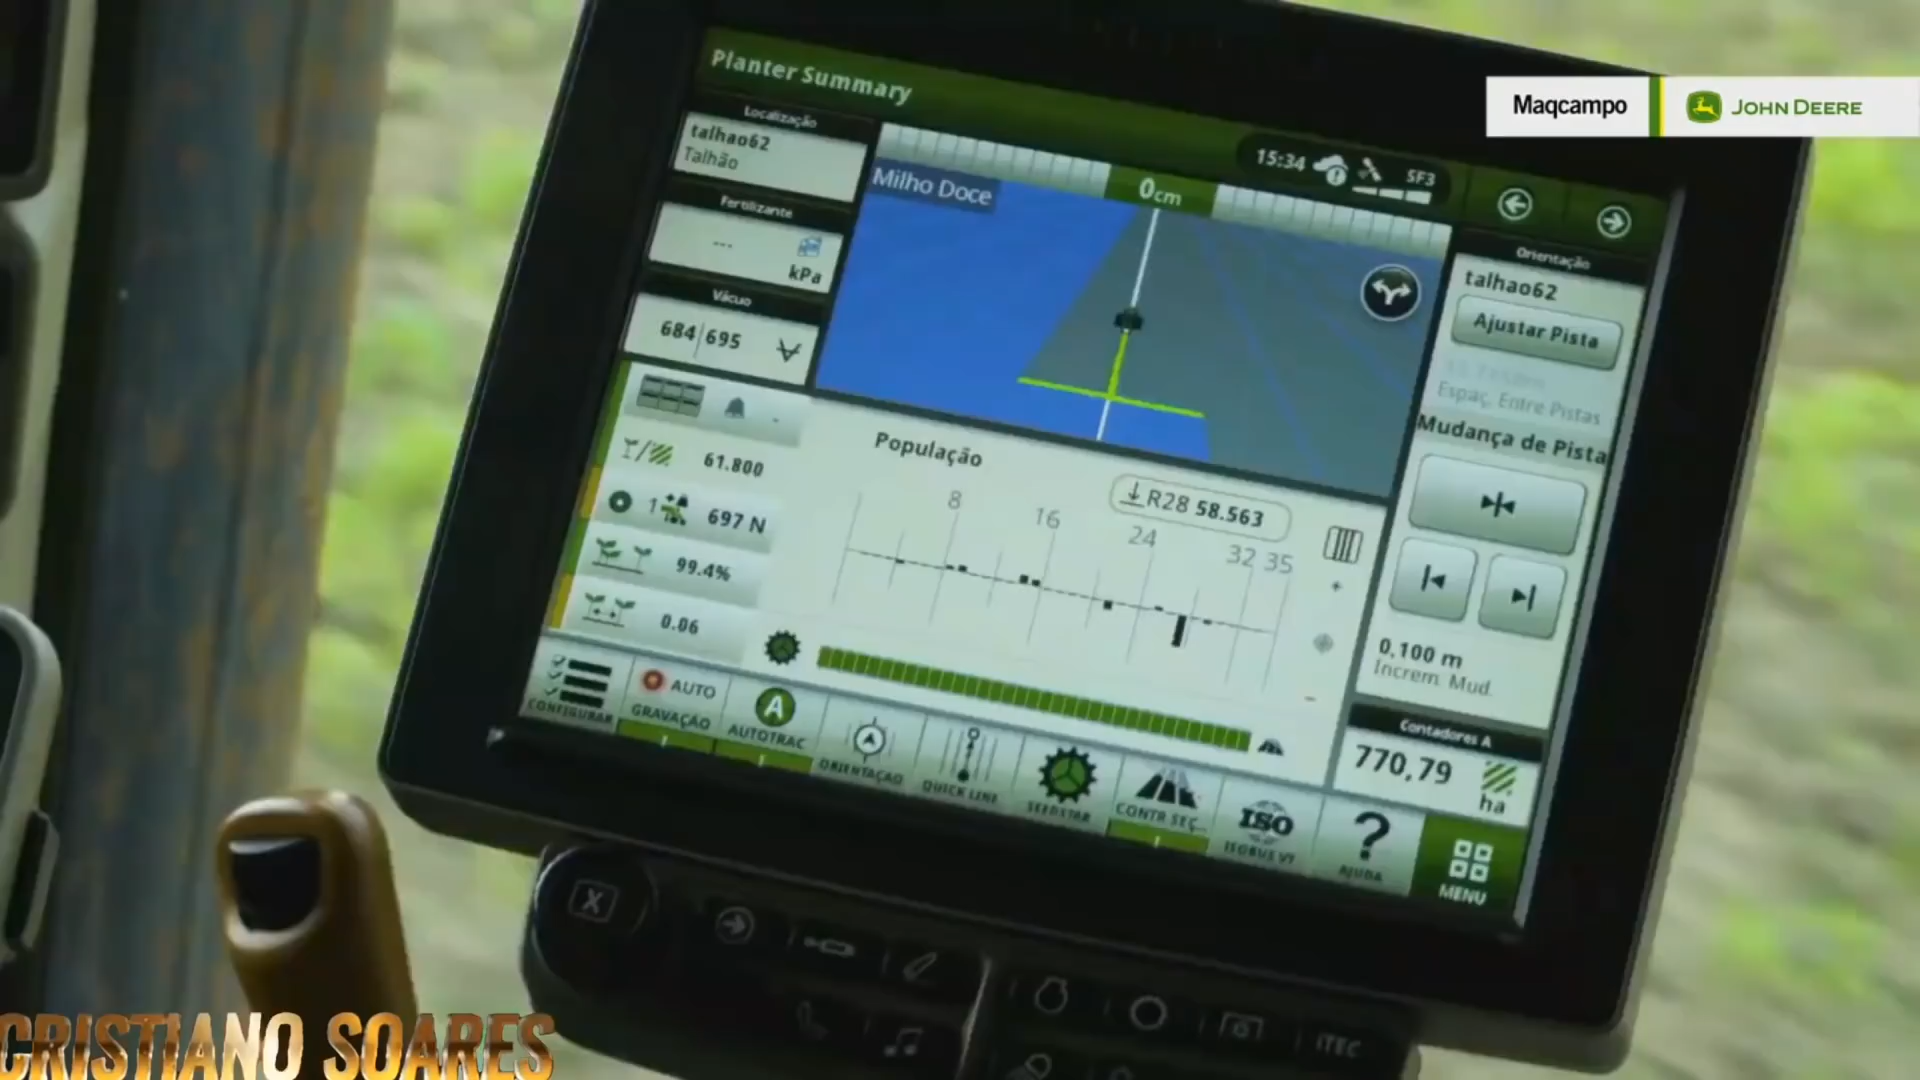 Planter Summary
Maqcampo
JOHN DEERE
Localização
talhao62
Talhão
Milho Doce
0cm
15:34
SF3
Fertilizante
---
kPa
Vácuo
684 695
Orientação
talhao62
Ajustar Pista
Espaç. Entre Pistas
Mudança de Pista
61.800
1
697 N
99.4%
0.06
População
R28 58.563
8
16
24
32 35
+
-
0,100 m
Increm. Mud.
Contadores A
770,79
ha
CONFIGURAR
AUTO
GRAVAÇÃO
A
AUTOTRAC
ORIENTAÇÃO
QUICK LINE
SEEDSTAR
CONTR SEÇ...
ISO
ISOBUS VT
?
AJUDA
MENU
X
iTEC
CRISTIANO SOARES